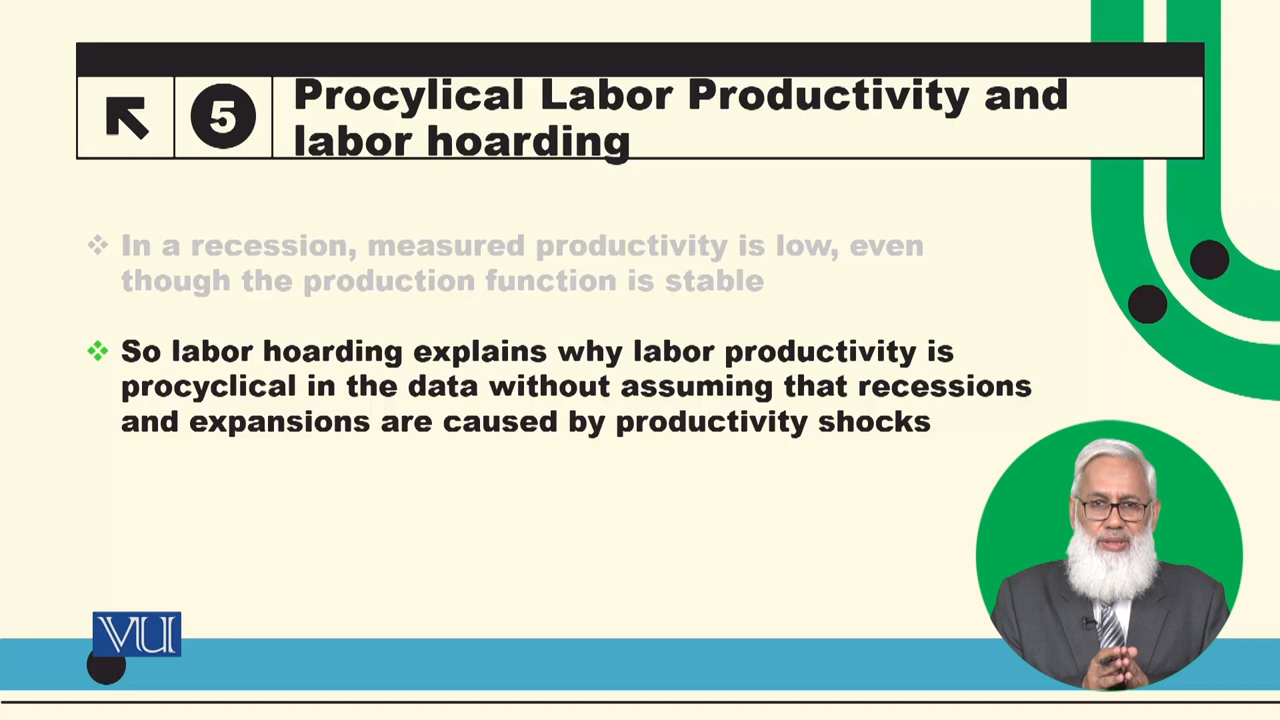 5
Procylical Labor Productivity and
labor hoarding
In a recession, measured productivity is low, even
though the production function is stable
So labor hoarding explains why labor productivity is
procyclical in the data without assuming that recessions
and expansions are caused by productivity shocks
VU